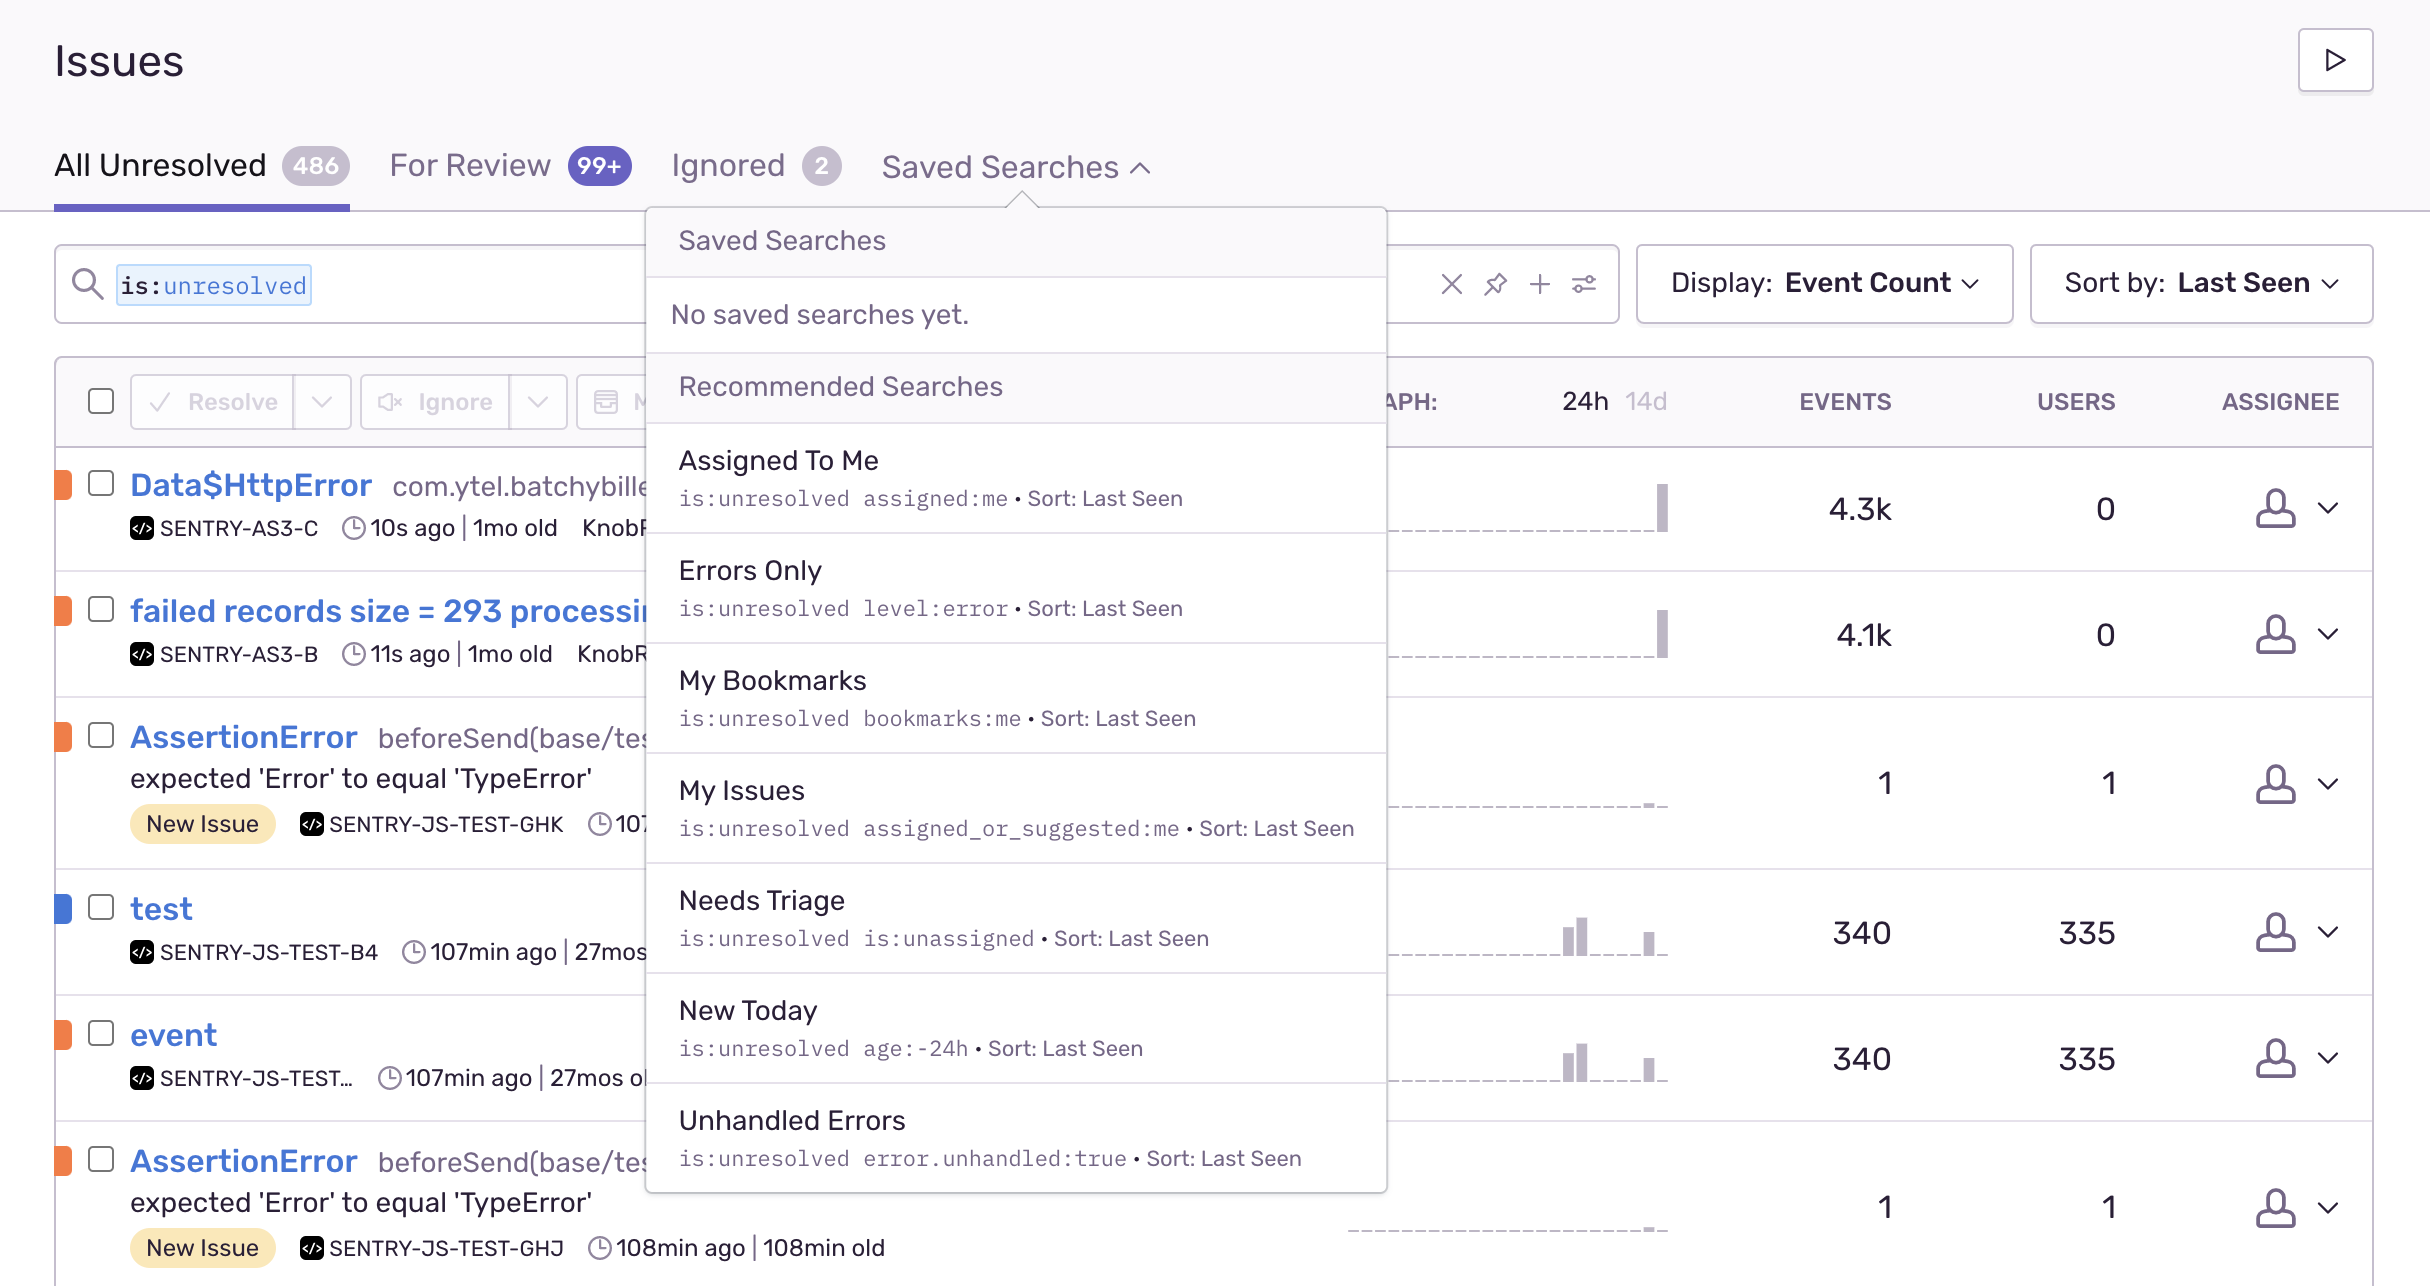 Issues
All Unresolved 486 For Review 99+ Ignored 2 Saved Searches
is:unresolved
Display: Event Count
Sort by: Last Seen
Saved Searches
No saved searches yet.
Recommended Searches
Assigned To Me
is:unresolved assigned:me • Sort: Last Seen
Errors Only
is:unresolved level:error • Sort: Last Seen
My Bookmarks
is:unresolved bookmarks:me • Sort: Last Seen
My Issues
is:unresolved assigned_or_suggested:me • Sort: Last Seen
Needs Triage
is:unresolved is:unassigned • Sort: Last Seen
New Today
is:unresolved age:-24h • Sort: Last Seen
Unhandled Errors
is:unresolved error.unhandled:true • Sort: Last Seen
Resolve Ignore 24h 14d EVENTS USERS ASSIGNEE
Data$HttpError com.ytel.batchybille
SENTRY-AS3-C 10s ago | 1mo old
4.3k 0
failed records size = 293
SENTRY-AS3-B 11s ago | 1mo old
4.1k 0
AssertionError beforeSend(base/tes
expected 'Error' to equal 'TypeError'
New Issue SENTRY-JS-TEST-GHK
1 1
test
SENTRY-JS-TEST-B4 107min ago | 27mos
340 335
event
SENTRY-JS-TEST… 107min ago | 27mos
340 335
AssertionError beforeSend(base/tes
expected 'Error' to equal 'TypeError'
New Issue SENTRY-JS-TEST-GHJ 108min ago | 108min old
1 1